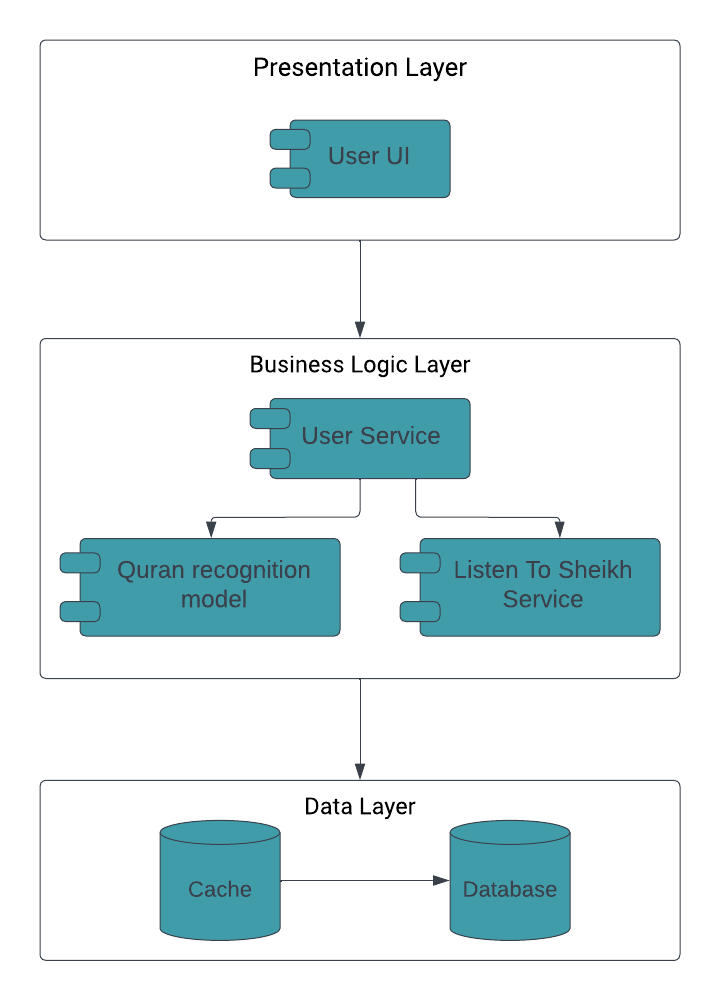 Presentation Layer
User UI
Business Logic Layer
User Service
Quran recognition
model
Listen To Sheikh
Service
Data Layer
Cache
Database